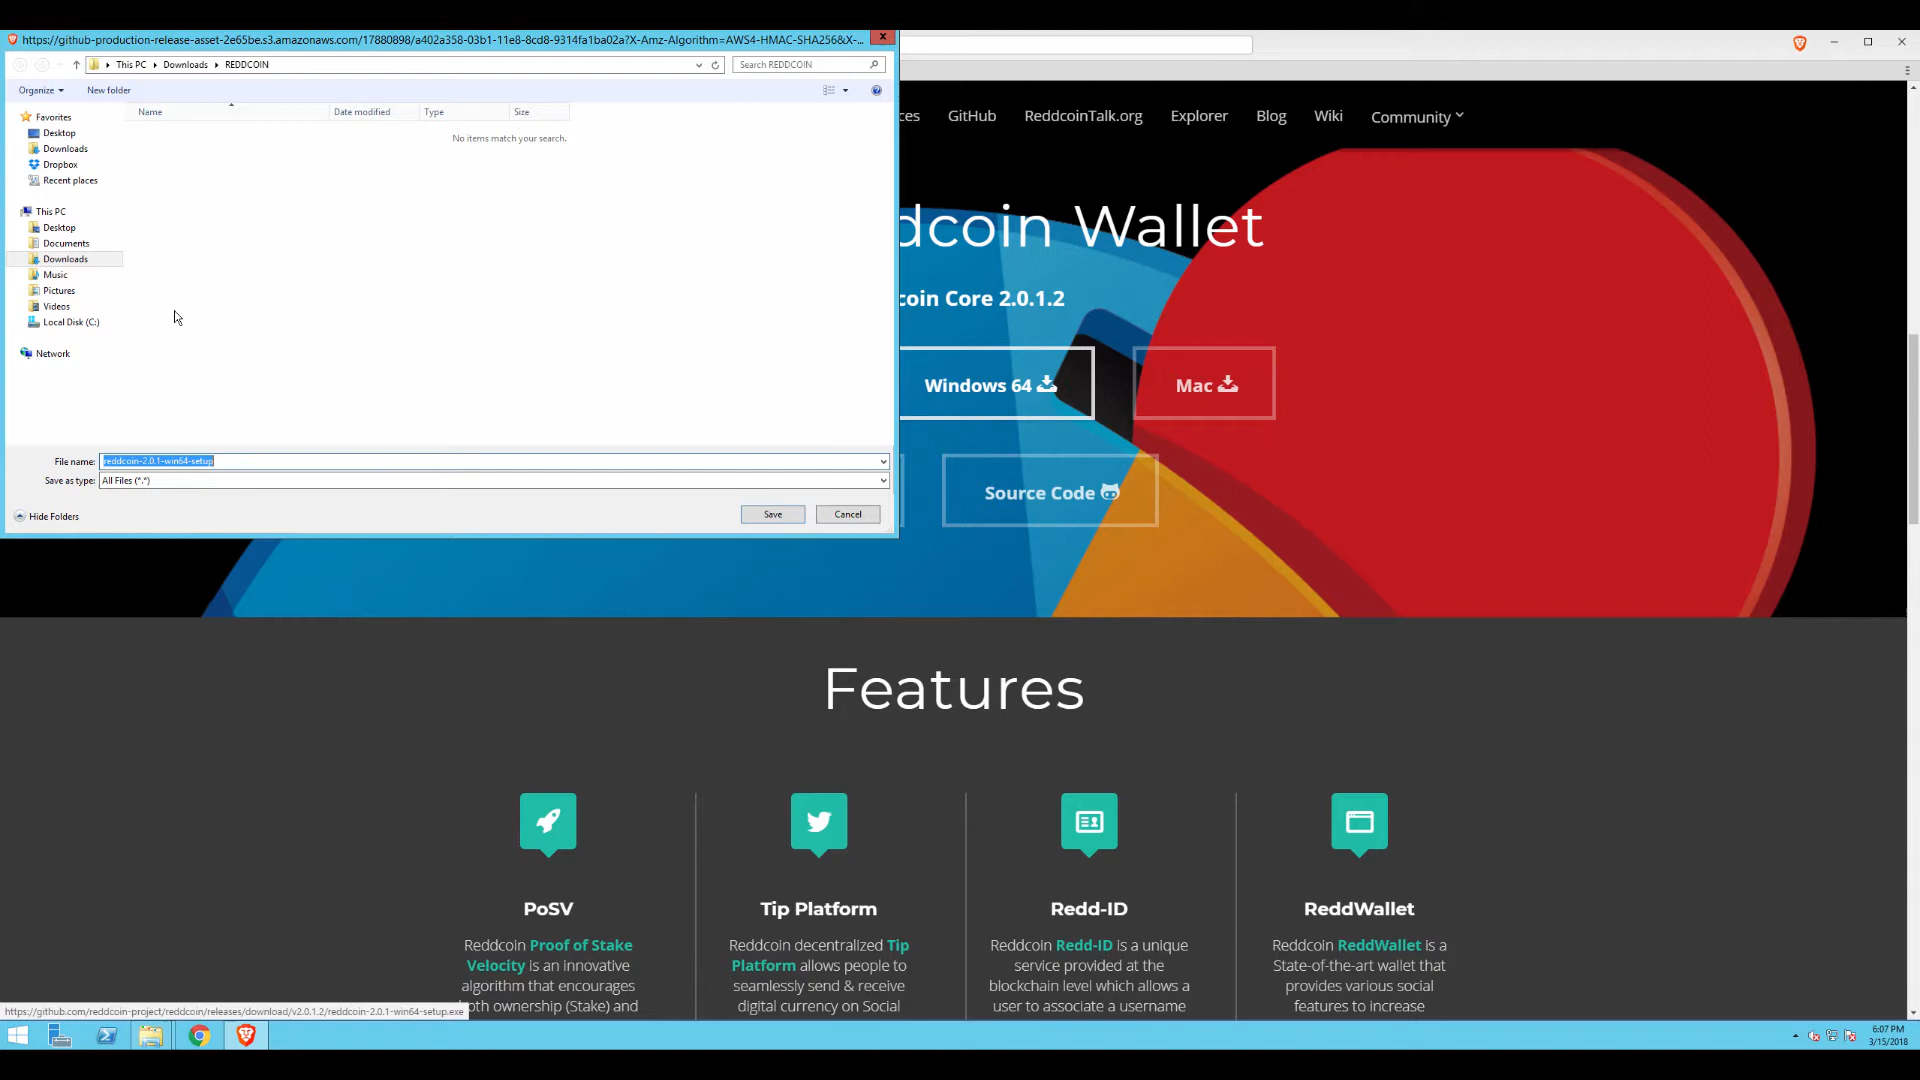 https://github-production-release-asset-2e65be.s3.amazonaws.com/17880898/a402a358-03b1-11e8-8cd8-9314fa1ba02a?X-Amz-Algorithm=AWS4-HMAC-SHA256&X-...
This PC
Downloads
REDDCOIN
Search REDDCOIN
Organize
New folder
Name
Date modified
Type
Size
No items match your search.
Favorites
Desktop
Downloads
Dropbox
Recent places
This PC
Desktop
Documents
Downloads
Music
Pictures
Videos
Local Disk (C:)
Network
File name:
reddcoin-2.0.1-win64-setup
Save as type:
All Files (*.*)
Hide Folders
Save
Cancel
ces
GitHub
ReddcoinTalk.org
Explorer
Blog
Wiki
Community
dcoin Wallet
coin Core 2.0.1.2
Windows 64
Mac
Source Code
Features
PoSV
Reddcoin Proof of Stake
Velocity is an innovative
algorithm that encourages
both ownership (Stake) and
Tip Platform
Reddcoin decentralized Tip
Platform allows people to
seamlessly send & receive
digital currency on Social
Redd-ID
Reddcoin Redd-ID is a unique
service provided at the
blockchain level which allows a
user to associate a username
ReddWallet
Reddcoin ReddWallet is a
State-of-the-art wallet that
provides various social
features to increase
https://github.com/reddcoin-project/reddcoin/releases/download/v2.0.1.2/reddcoin-2.0.1-win64-setup.exe
6:07 PM
3/15/2018